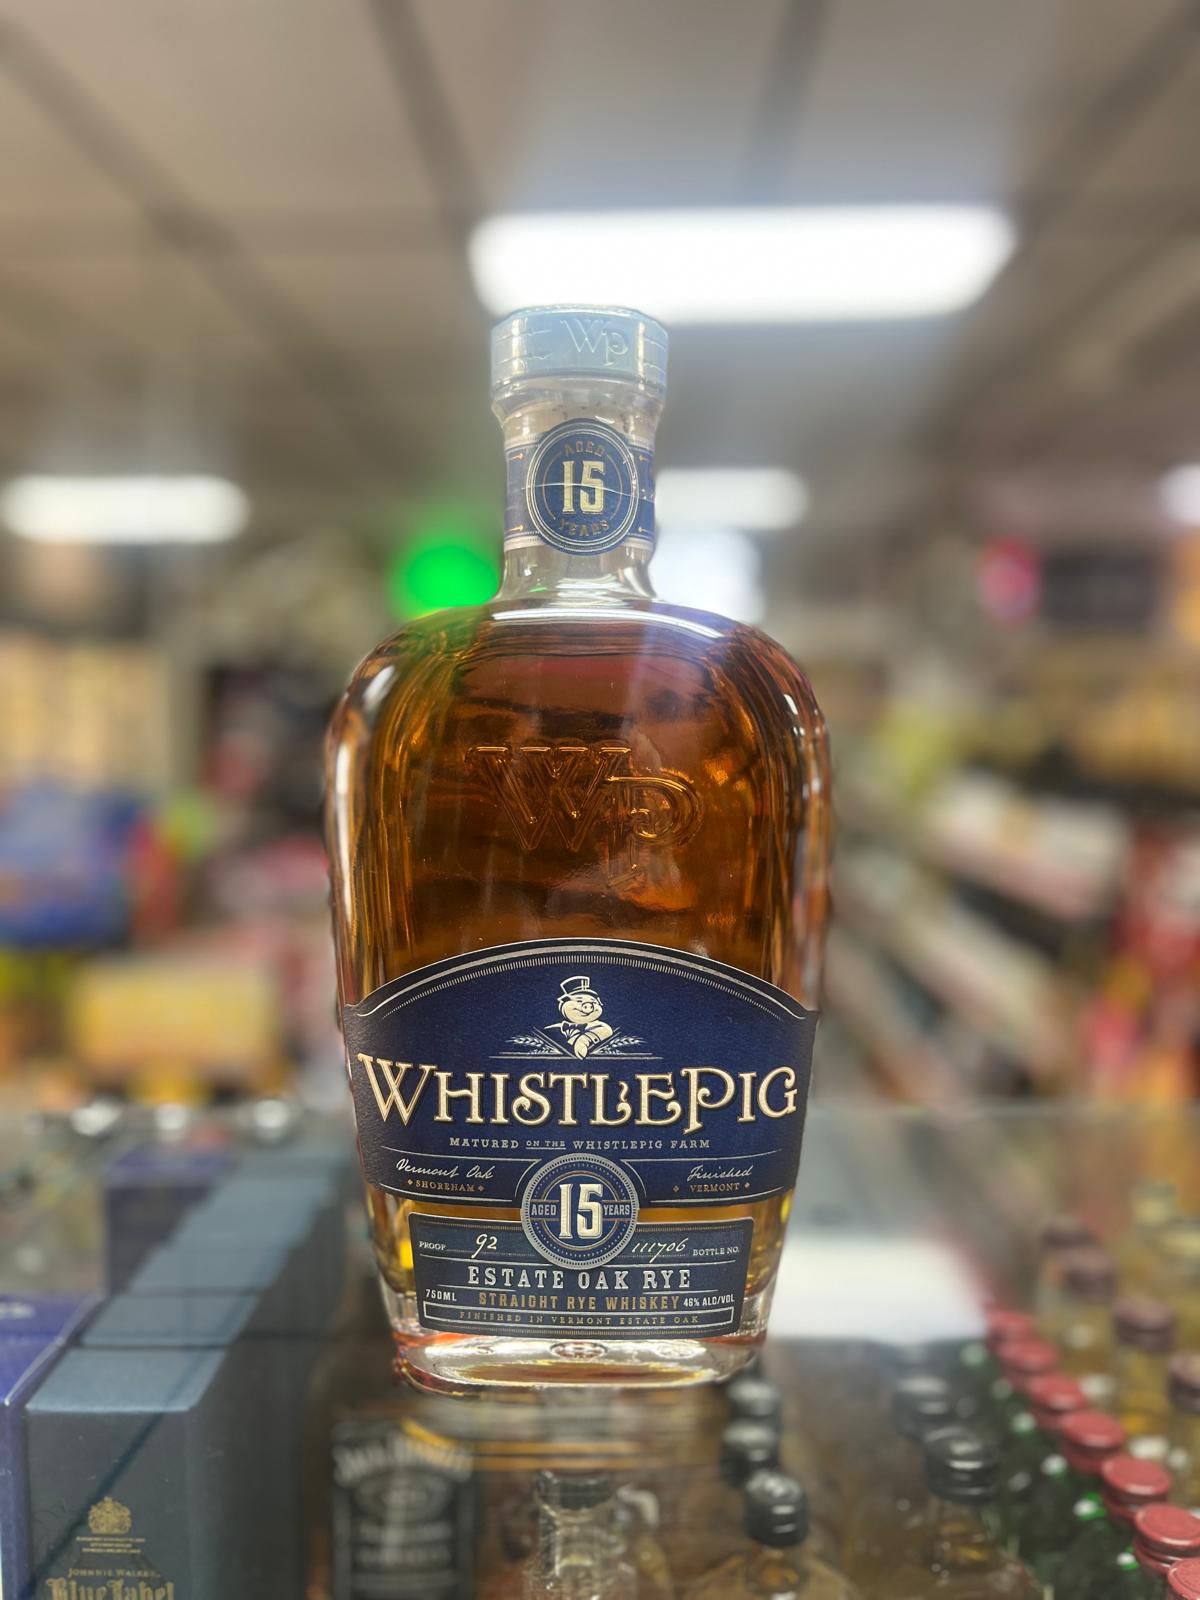 WP
AGED
15
YEARS
WP
WHISTLEPIG
MATURED ON THE WHISTLEPIG FARM
Vermont Oak
SHOREHAM
Finished
VERMONT
AGED 15 YEARS
PROOF 92
111706 BOTTLE NO.
ESTATE OAK RYE
750ML STRAIGHT RYE WHISKEY 46% ALC/VOL
FINISHED IN VERMONT ESTATE OAK
JOHNNIE WALKER
Blue Label